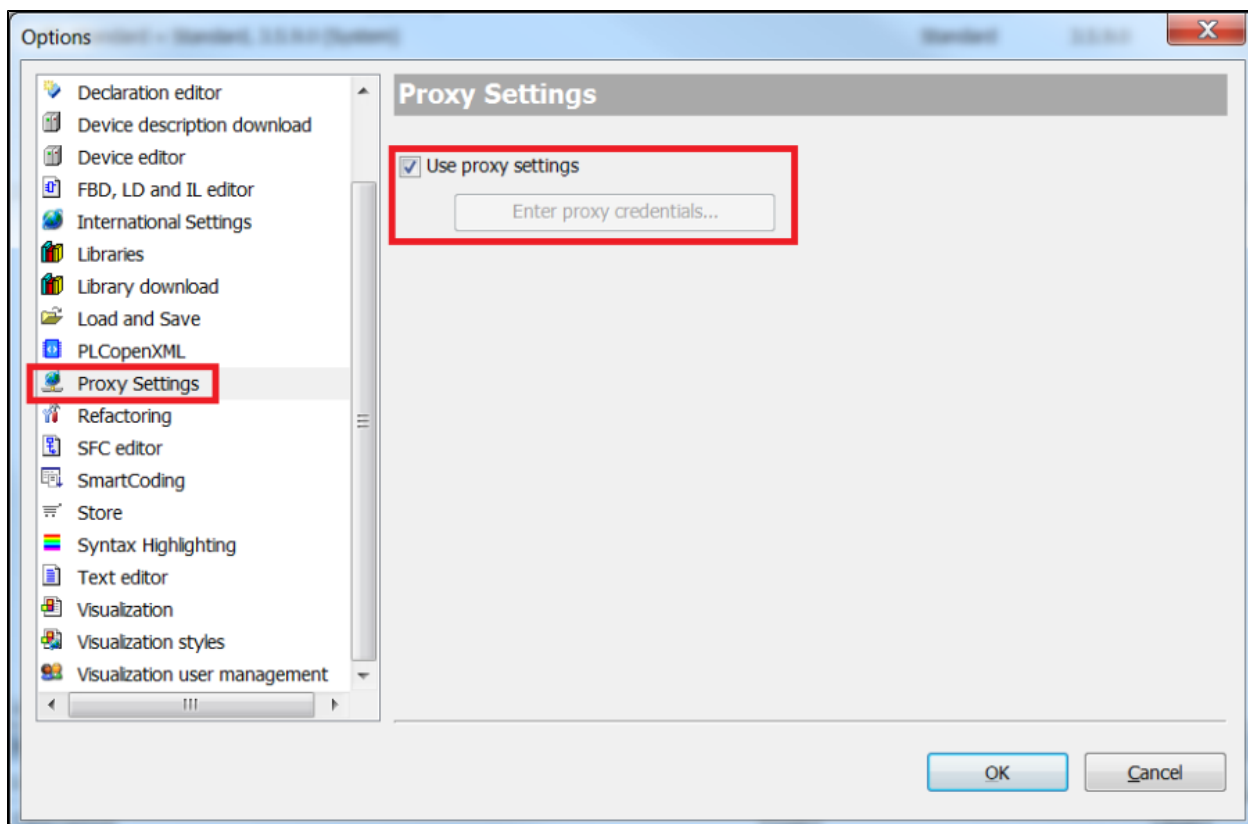 Options
Declaration editor
Device description download
Device editor
FBD, LD and IL editor
International Settings
Libraries
Library download
Load and Save
PLCopenXML
Proxy Settings
Refactoring
SFC editor
SmartCoding
Store
Syntax Highlighting
Text editor
Visualization
Visualization styles
Visualization user management
Proxy Settings
Use proxy settings
Enter proxy credentials...
OK
Cancel